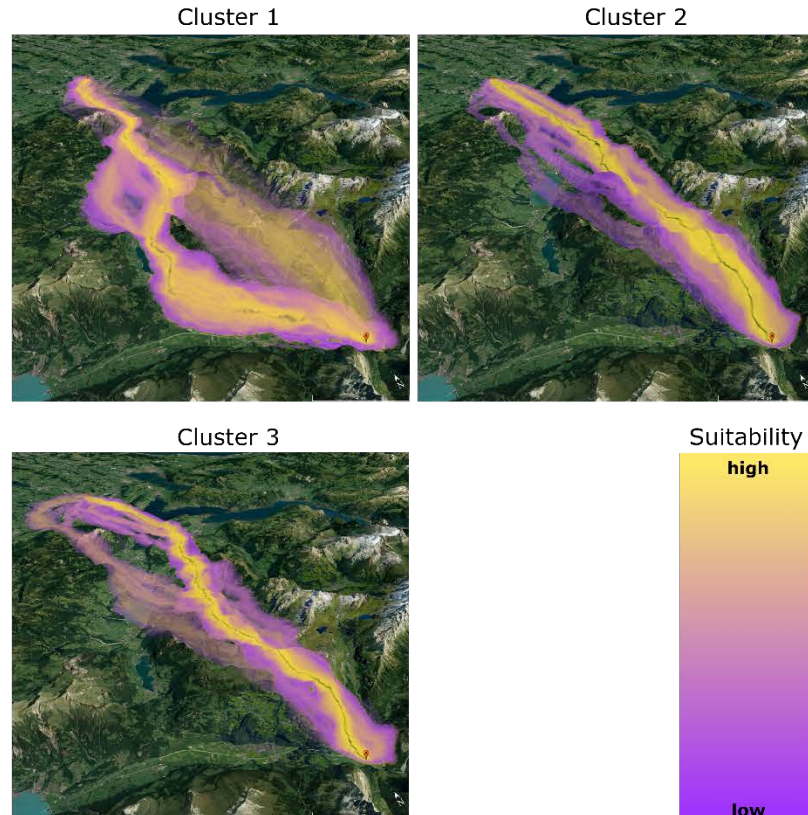 Cluster 1
Cluster 2
Cluster 3
Suitability
high
low
N
N
N